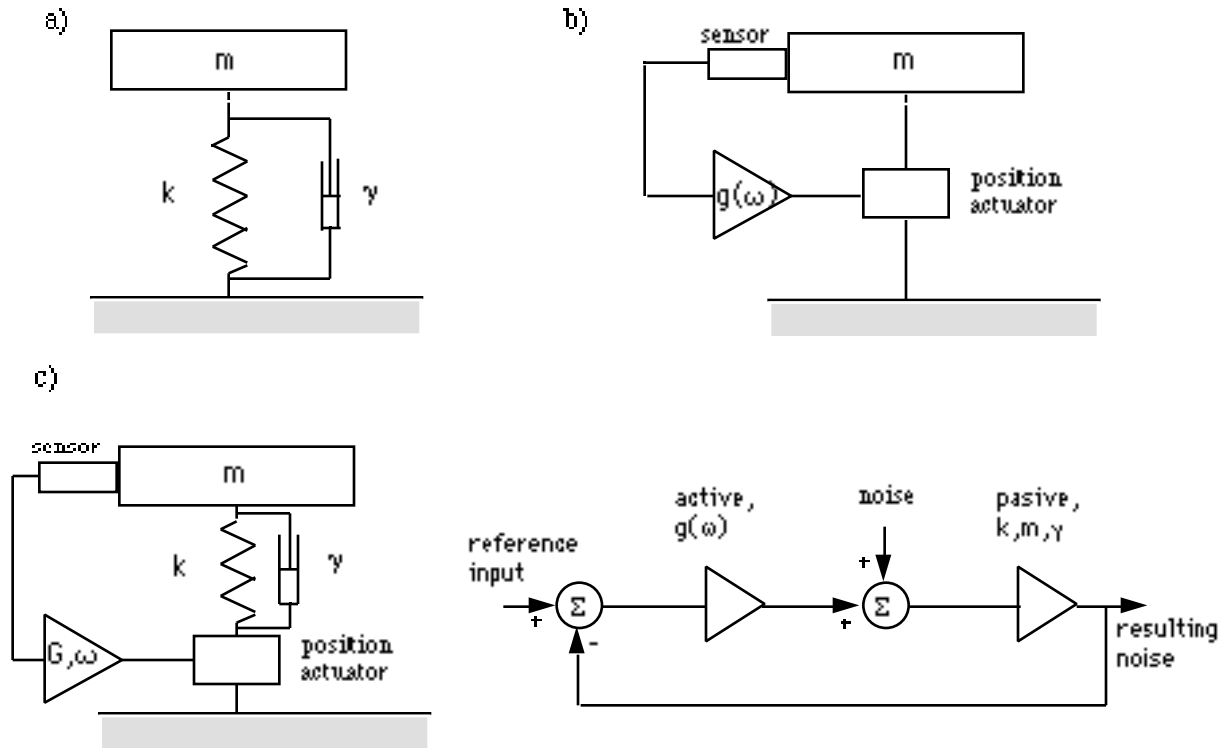 a)
m
k
γ
b)
sensor
m
g(ω)
position
actuator
c)
sensor
m
k
γ
G,ω
position
actuator
reference
input
+
Σ
-
active,
g(ω)
noise
+
+
Σ
pasive,
k,m,γ
resulting
noise